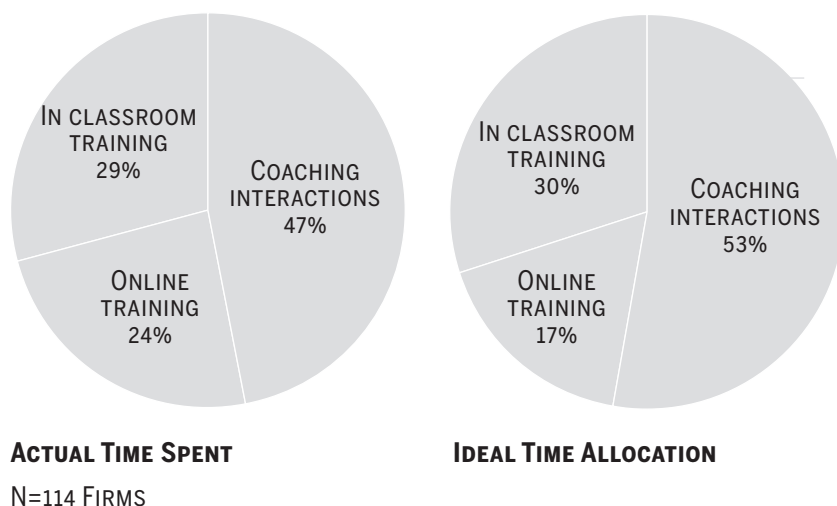 IN CLASSROOM
TRAINING
29%
COACHING
INTERACTIONS
47%
ONLINE
TRAINING
24%
IN CLASSROOM
TRAINING
30%
COACHING
INTERACTIONS
53%
ONLINE
TRAINING
17%
ACTUAL TIME SPENT
IDEAL TIME ALLOCATION
N=114 FIRMS